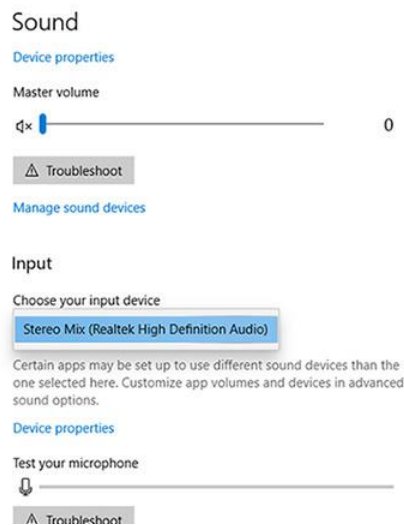 Sound
Device properties
Master volume
0
Troubleshoot
Manage sound devices
Input
Choose your input device
Stereo Mix (Realtek High Definition Audio)
Certain apps may be set up to use different sound devices than the
one selected here. Customize app volumes and devices in advanced
sound options.
Device properties
Test your microphone
Troubleshoot